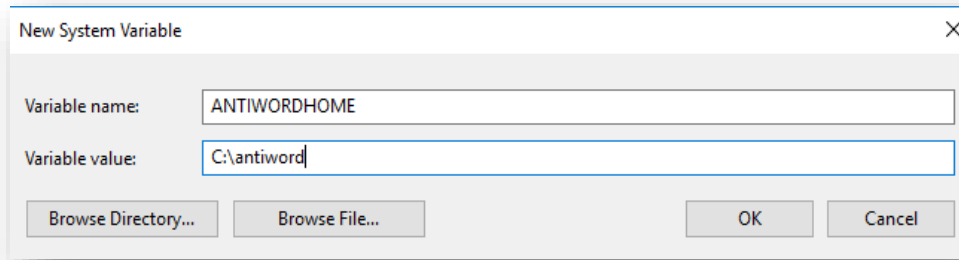 New System Variable
Variable name: ANTIWORDHOME
Variable value: C:\antiword
Browse Directory... Browse File... OK Cancel